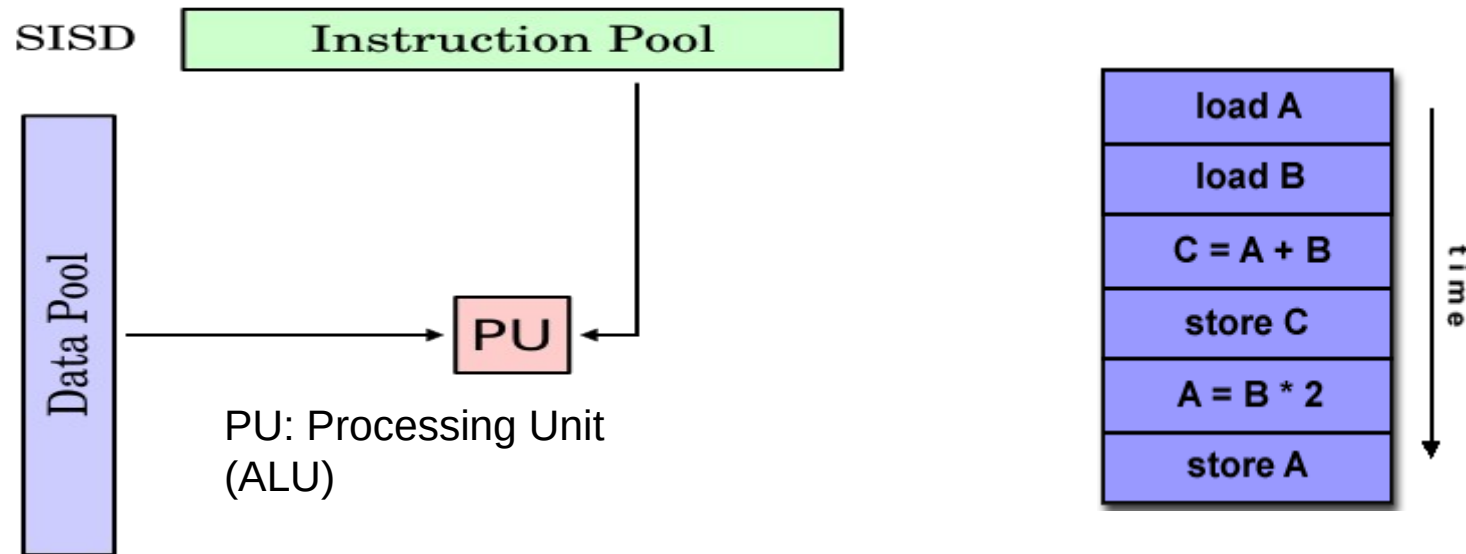 SISD
Instruction Pool
Data Pool
PU
PU: Processing Unit
(ALU)
load A
load B
C = A + B
store C
A = B * 2
store A
time